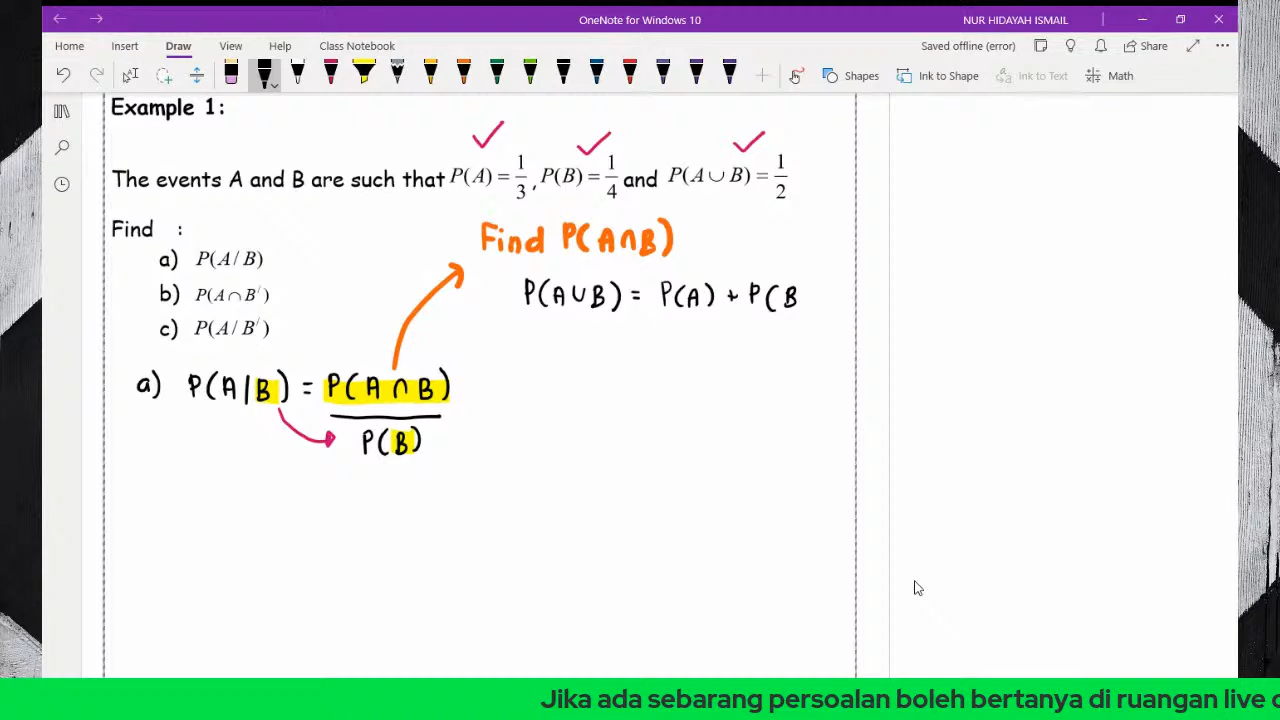 OneNote for Windows 10
NUR HIDAYAH ISMAIL
Home Insert Draw View Help Class Notebook
Saved offline (error) Share
Shapes Ink to Shape Ink to Text Math
Example 1:
The events A and B are such that P(A) = 1/3, P(B) = 1/4 and P(A ∪ B) = 1/2
Find :
a) P(A / B)
b) P(A ∩ B′)
c) P(A / B′)
Find P(A∩B)
P(A∪B) = P(A) + P(B
a) P(A|B) = P(A∩B)
P(B)
Jika ada sebarang persoalan boleh bertanya di ruangan live